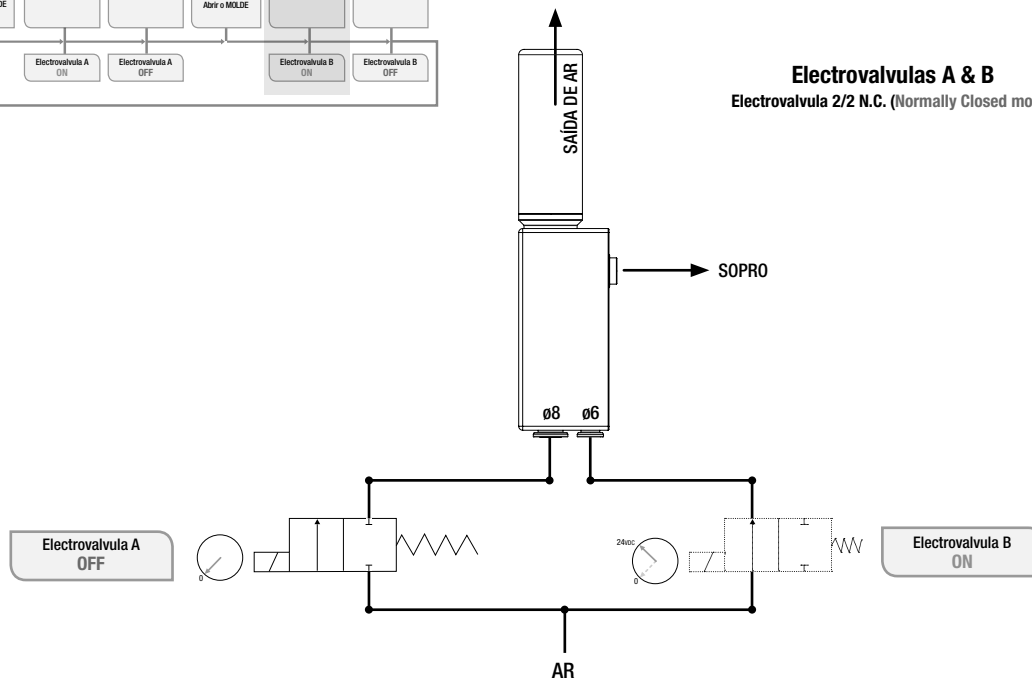 Abrir o MOLDE
Electrovalvula A
ON
Electrovalvula A
OFF
Electrovalvula B
ON
Electrovalvula B
OFF
SAÍDA DE AR
Electrovalvulas A & B
Electrovalvula 2/2 N.C. (Normally Closed mo
SOPRO
ø8 ø6
Electrovalvula A
OFF
0
24VDC
0
Electrovalvula B
ON
AR